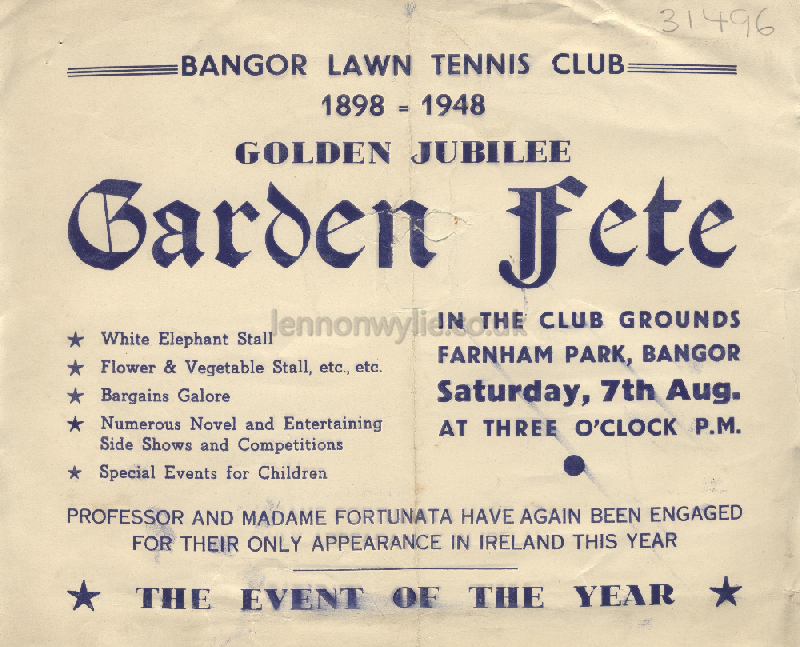 31496
BANGOR LAWN TENNIS CLUB
1898 = 1948
GOLDEN JUBILEE
Garden Fete
lennonwylie.co.uk
★ White Elephant Stall
★ Flower & Vegetable Stall, etc., etc.
★ Bargains Galore
★ Numerous Novel and Entertaining
Side Shows and Competitions
★ Special Events for Children
IN THE CLUB GROUNDS
FARNHAM PARK, BANGOR
Saturday, 7th Aug.
AT THREE O'CLOCK P.M.
PROFESSOR AND MADAME FORTUNATA HAVE AGAIN BEEN ENGAGED
FOR THEIR ONLY APPEARANCE IN IRELAND THIS YEAR
★ THE EVENT OF THE YEAR ★